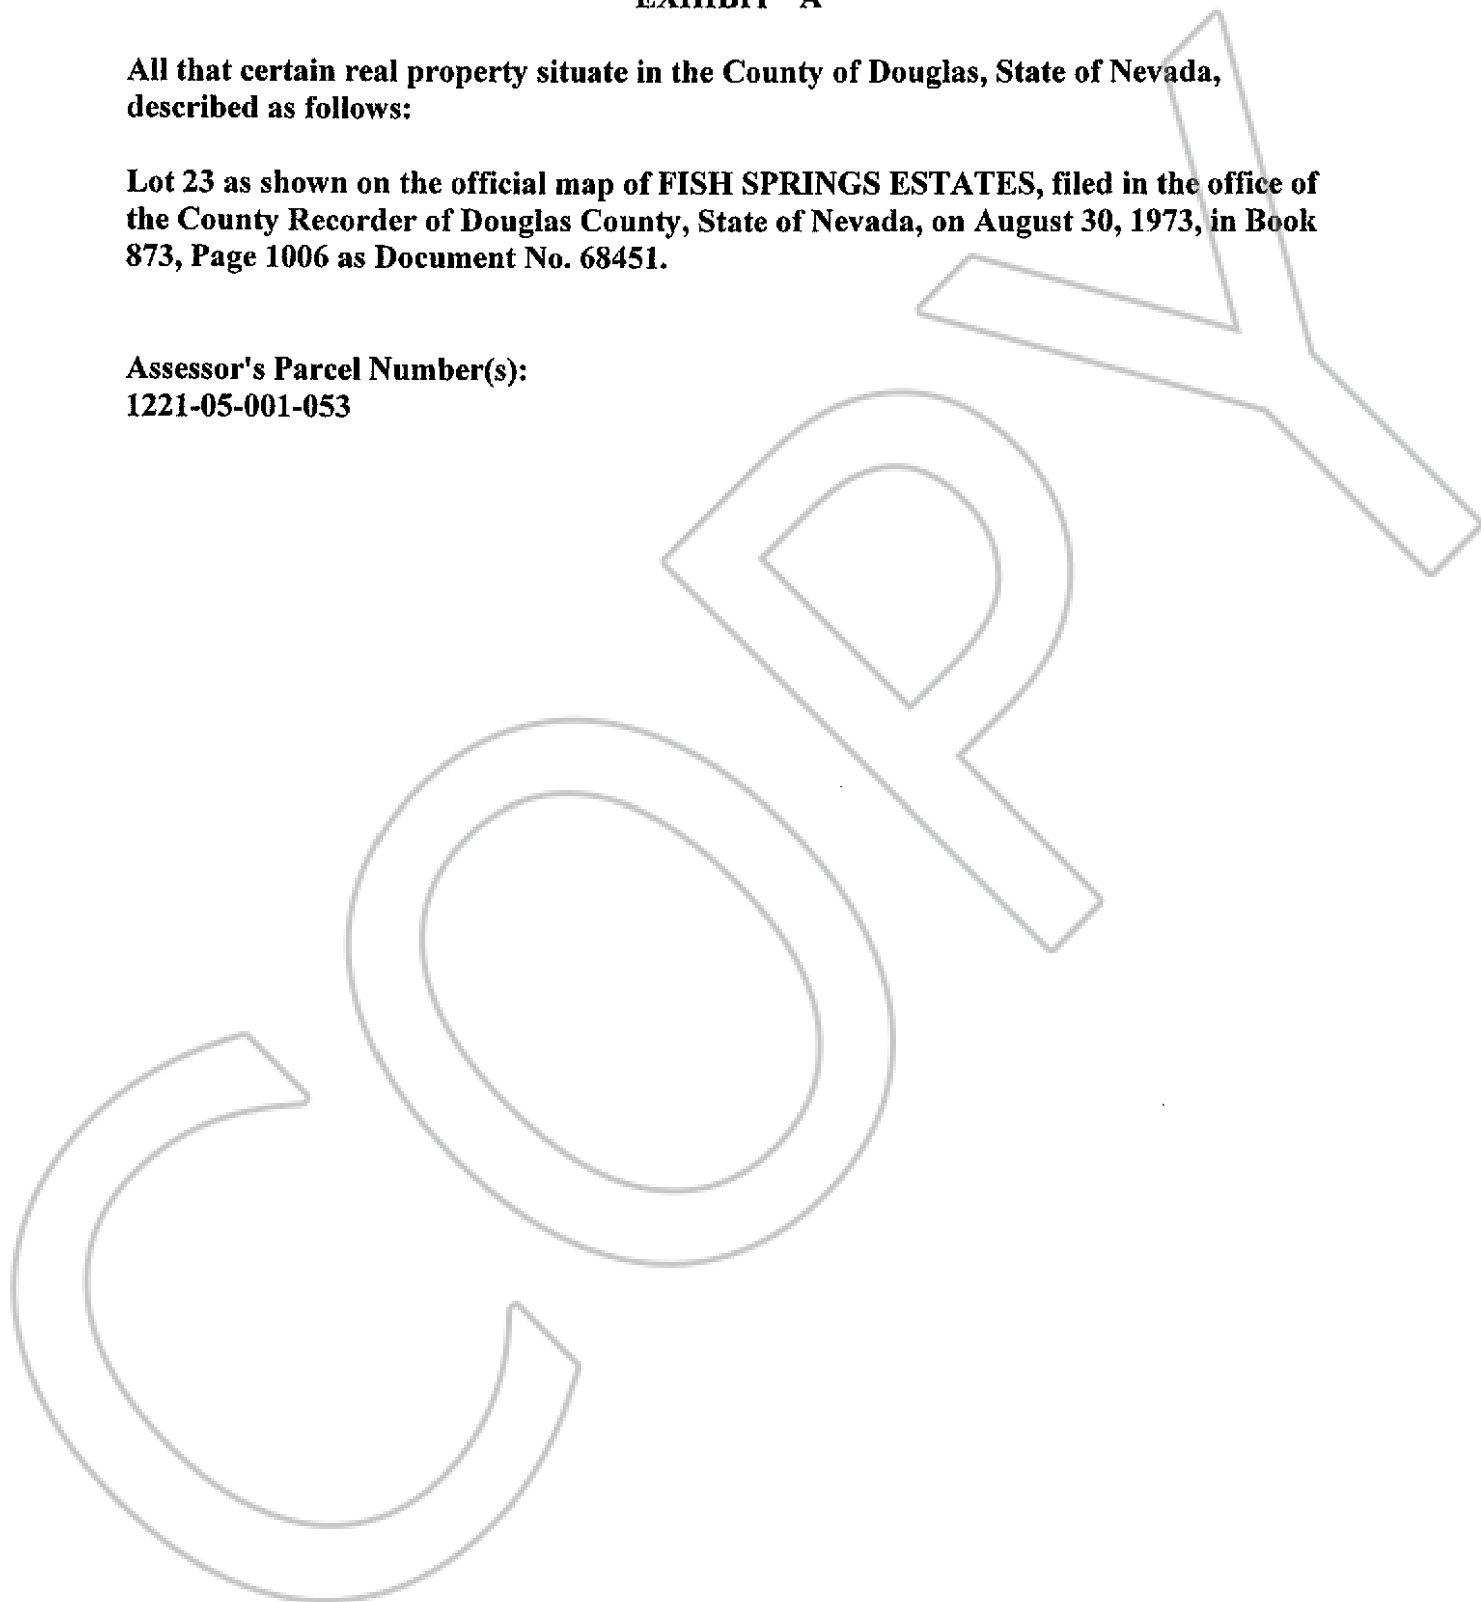 EXHIBIT "A"
All that certain real property situate in the County of Douglas, State of Nevada,
described as follows:
Lot 23 as shown on the official map of FISH SPRINGS ESTATES, filed in the office of
the County Recorder of Douglas County, State of Nevada, on August 30, 1973, in Book
873, Page 1006 as Document No. 68451.
Assessor's Parcel Number(s):
1221-05-001-053
COPY